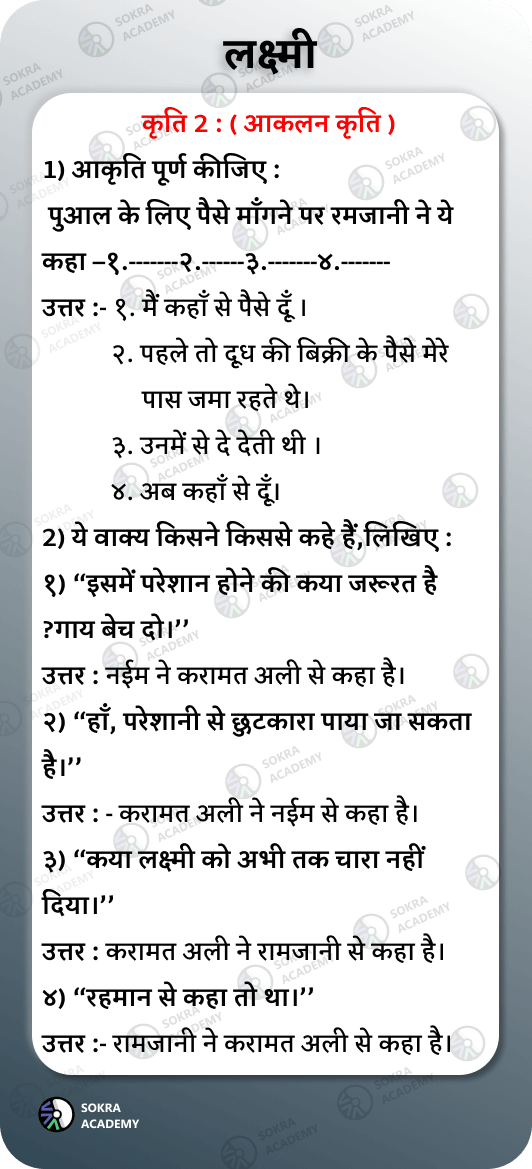 लक्ष्मी
कृति 2 : ( आकलन कृति )
1) आकृति पूर्ण कीजिए :
पुआल के लिए पैसे माँगने पर रमजानी ने ये
कहा –१.-------२.------३.-------४.-------
उत्तर :- १. मैं कहाँ से पैसे दूँ ।
२. पहले तो दूध की बिक्री के पैसे मेरे
पास जमा रहते थे।
३. उनमें से दे देती थी ।
४. अब कहाँ से दूँ।
2) ये वाक्य किसने किससे कहे हैं,लिखिए :
१) “इसमें परेशान होने की कया जरूरत है
?गाय बेच दो।’’
उत्तर : नईम ने करामत अली से कहा है।
२) “हाँ, परेशानी से छुटकारा पाया जा सकता
है।’’
उत्तर : - करामत अली ने नईम से कहा है।
३) “कया लक्ष्मी को अभी तक चारा नहीं
दिया।’’
उत्तर : करामत अली ने रामजानी से कहा है।
४) “रहमान से कहा तो था।’’
उत्तर :- रामजानी ने करामत अली से कहा है।
SOKRA
ACADEMY